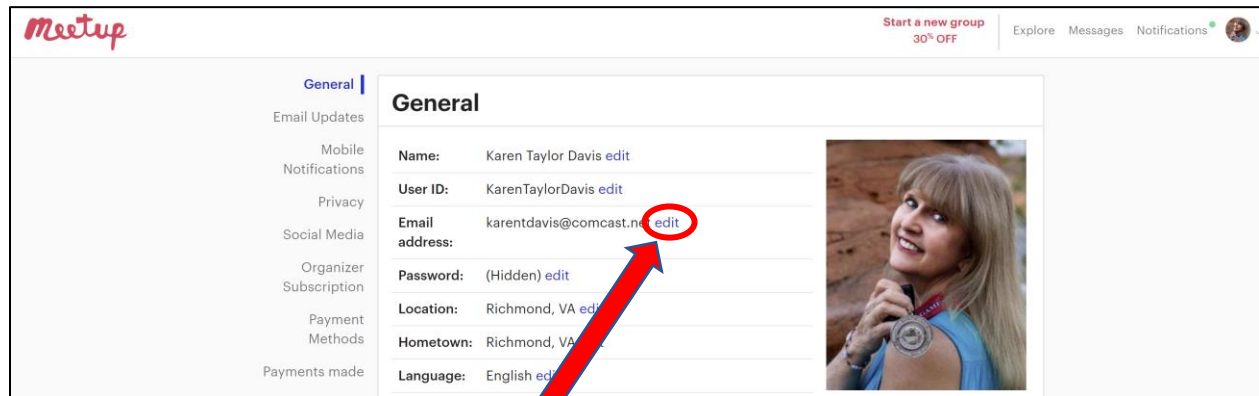 Meetup
Start a new group
30% OFF
Explore Messages Notifications
General
Email Updates
Mobile
Notifications
Privacy
Social Media
Organizer
Subscription
Payment
Methods
Payments made
General
Name: Karen Taylor Davis edit
User ID: KarenTaylorDavis edit
Email
address: karentdavis@comcast.net edit
Password: (Hidden) edit
Location: Richmond, VA
Hometown: Richmond, VA
Language: English